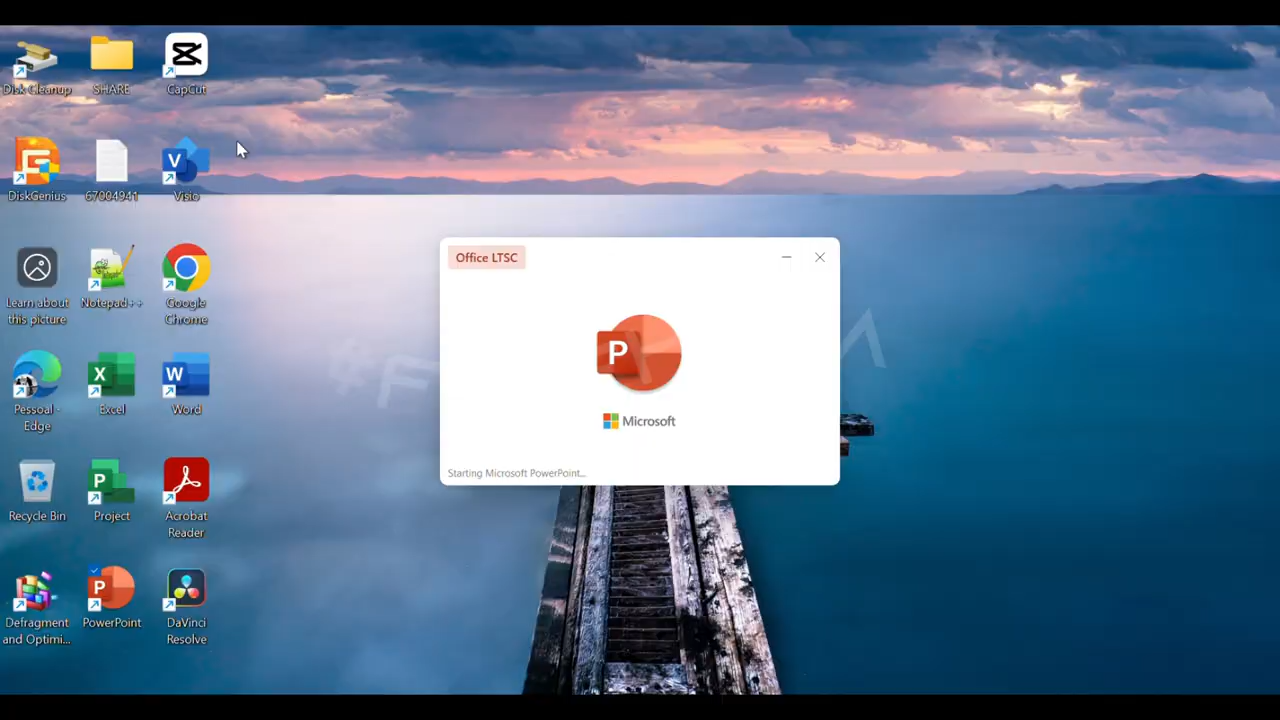 Disk Cleanup
SHARE
CapCut
DiskGenius
67004941
Visio
Learn about
this picture
Notepad++
Google
Chrome
Pessoal -
Edge
Excel
Word
Recycle Bin
Project
Acrobat
Reader
Defragment
and Optimi...
PowerPoint
DaVinci
Resolve
Office LTSC
P
Microsoft
Starting Microsoft PowerPoint...